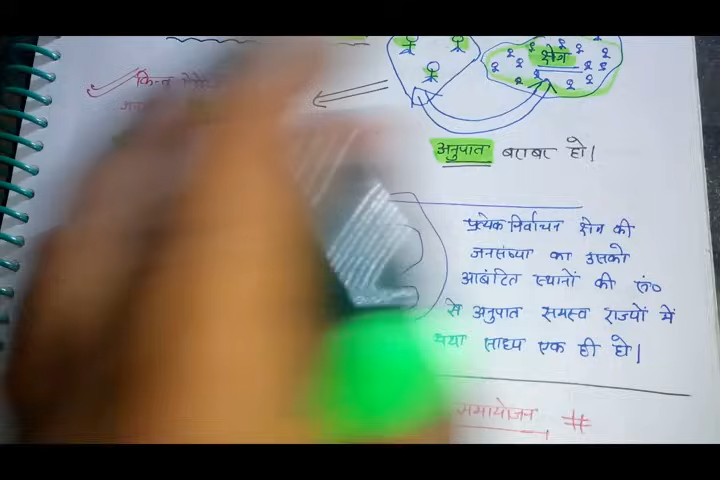 क्षेत्र
किन्तु
अनुपात बराबर हो।
प्रत्येक निर्वाचन क्षेत्र की
जनसंख्या का उसको
आबंटित स्थानों की सं०
से अनुपात समस्त राज्यों में
यथा साध्य एक ही हो।
समायोजन #